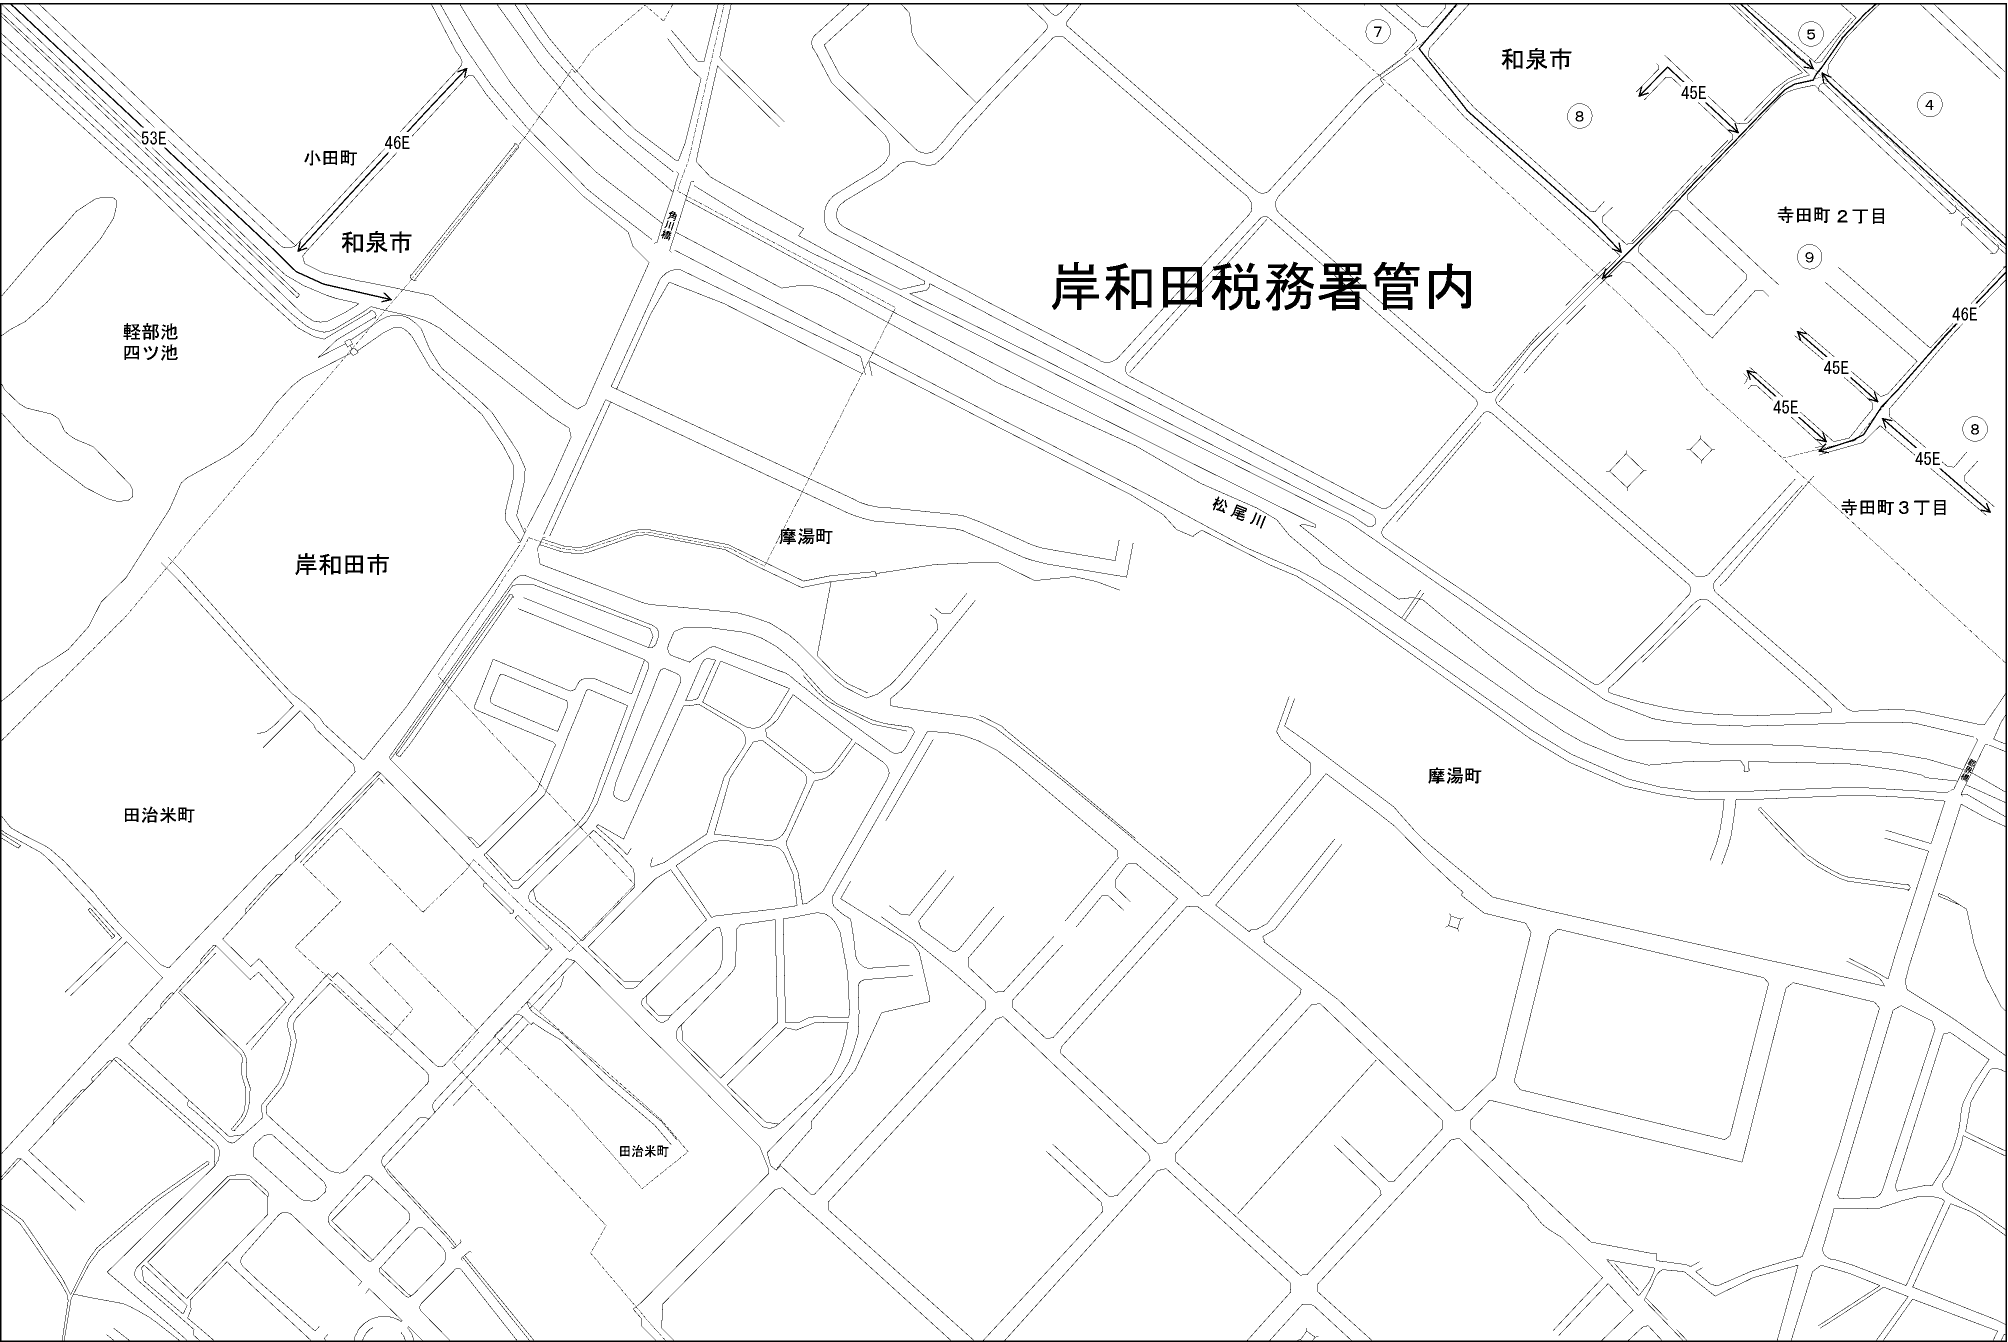 ⑦
和泉市
⑤
45E
④
⑧
53E
46E
小田町
寺田町２丁目
角川橋
和泉市
⑨
岸和田税務署管内
46E
軽部池
四ツ池
45E
45E
⑧
45E
松尾川
寺田町３丁目
摩湯町
岸和田市
摩湯町
田治米町
田治米町